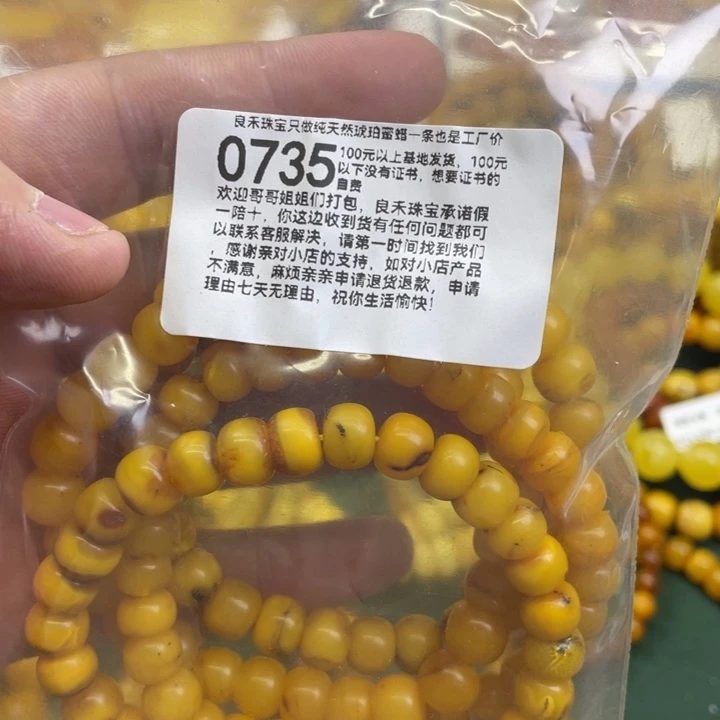 良禾珠宝只做纯天然琥珀蜜蜡一条也是工厂价
0735
100元以上基地发货，100元
以下没有证书，想要证书的
自费
欢迎哥哥姐姐们打包，良禾珠宝承诺假
一陪十，你这边收到货有任何问题都可
以联系客服解决，请第一时间找到我们
，感谢亲对小店的支持，如对小店产品
不满意，麻烦亲亲申请退货退款，申请
理由七天无理由，祝你生活愉快！